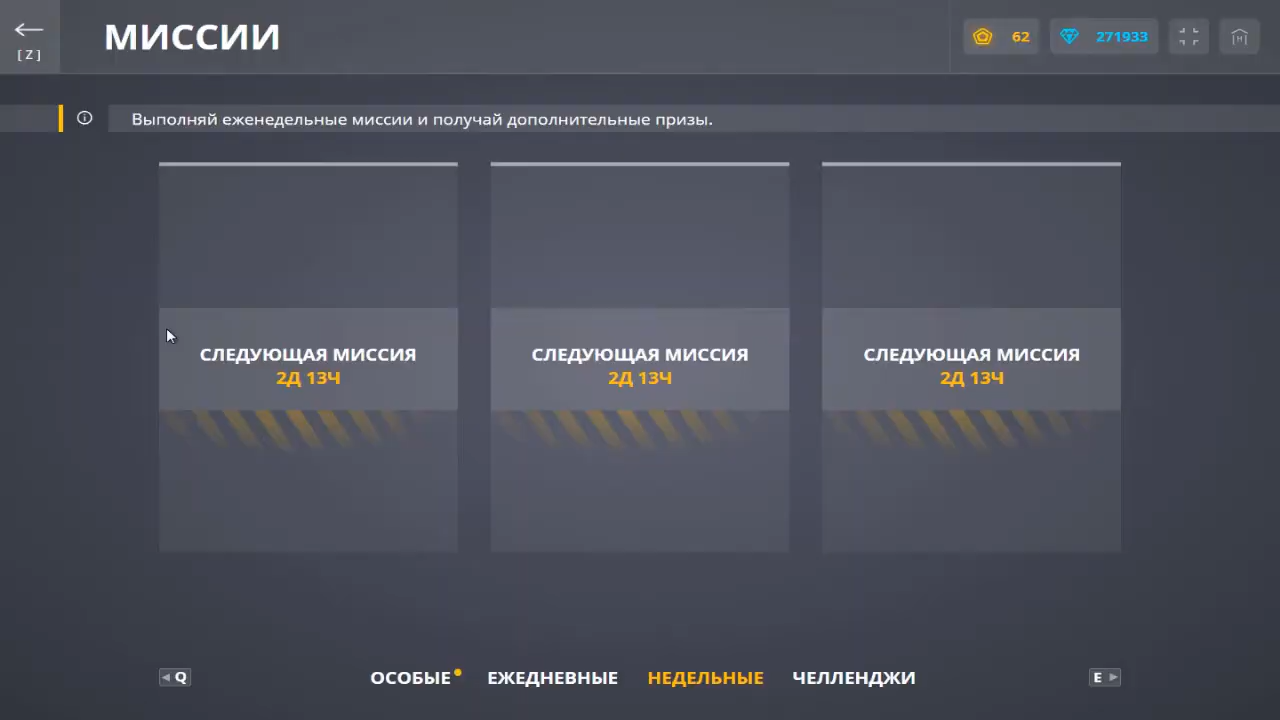 [Z]
МИССИИ
62
271933
[H]
Выполняй еженедельные миссии и получай дополнительные призы.
СЛЕДУЮЩАЯ МИССИЯ
2Д 13Ч
СЛЕДУЮЩАЯ МИССИЯ
2Д 13Ч
СЛЕДУЮЩАЯ МИССИЯ
2Д 13Ч
Q
ОСОБЫЕ ЕЖЕДНЕВНЫЕ НЕДЕЛЬНЫЕ ЧЕЛЛЕНДЖИ
E